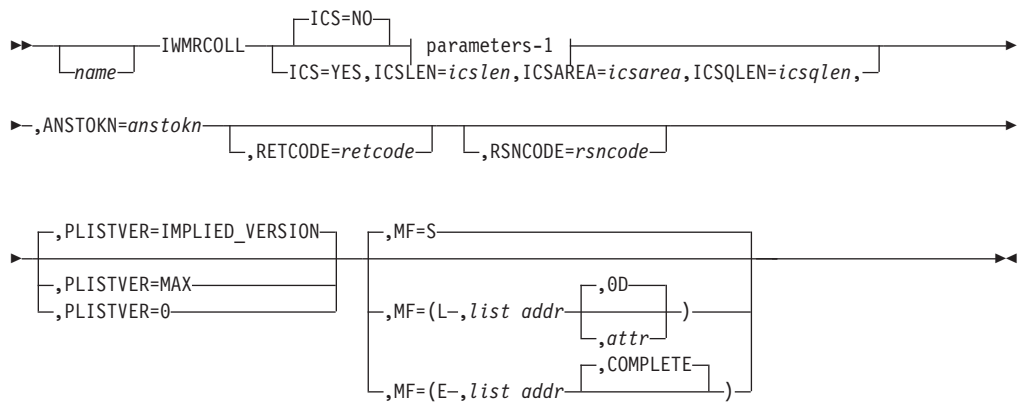 ICS=NO
name IWMRCOLL parameters-1
ICS=YES,ICSLEN=icslen,ICSAREA=icsarea,ICSQLEN=icsqlen,
,ANSTOKN=anstokn
,RETCODE=retcode ,RSNCODE=rsncode
,PLISTVER=IMPLIED_VERSION ,MF=S
,PLISTVER=MAX
,PLISTVER=0
,0D
,MF=(L ,list addr )
,attr
,COMPLETE
,MF=(E ,list addr )